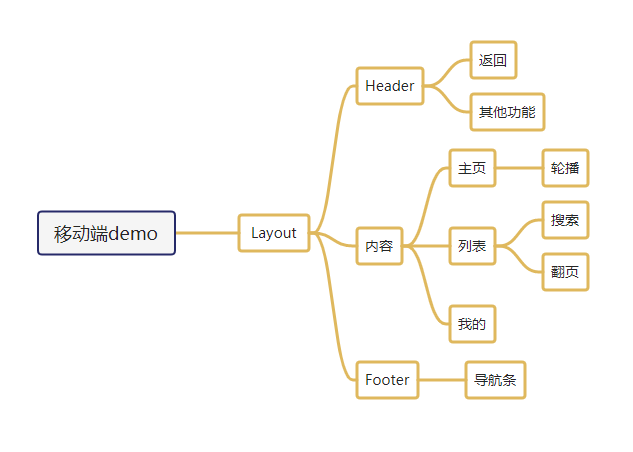 移动端demo
Layout
Header
返回
其他功能
内容
主页
轮播
列表
搜索
翻页
我的
Footer
导航条